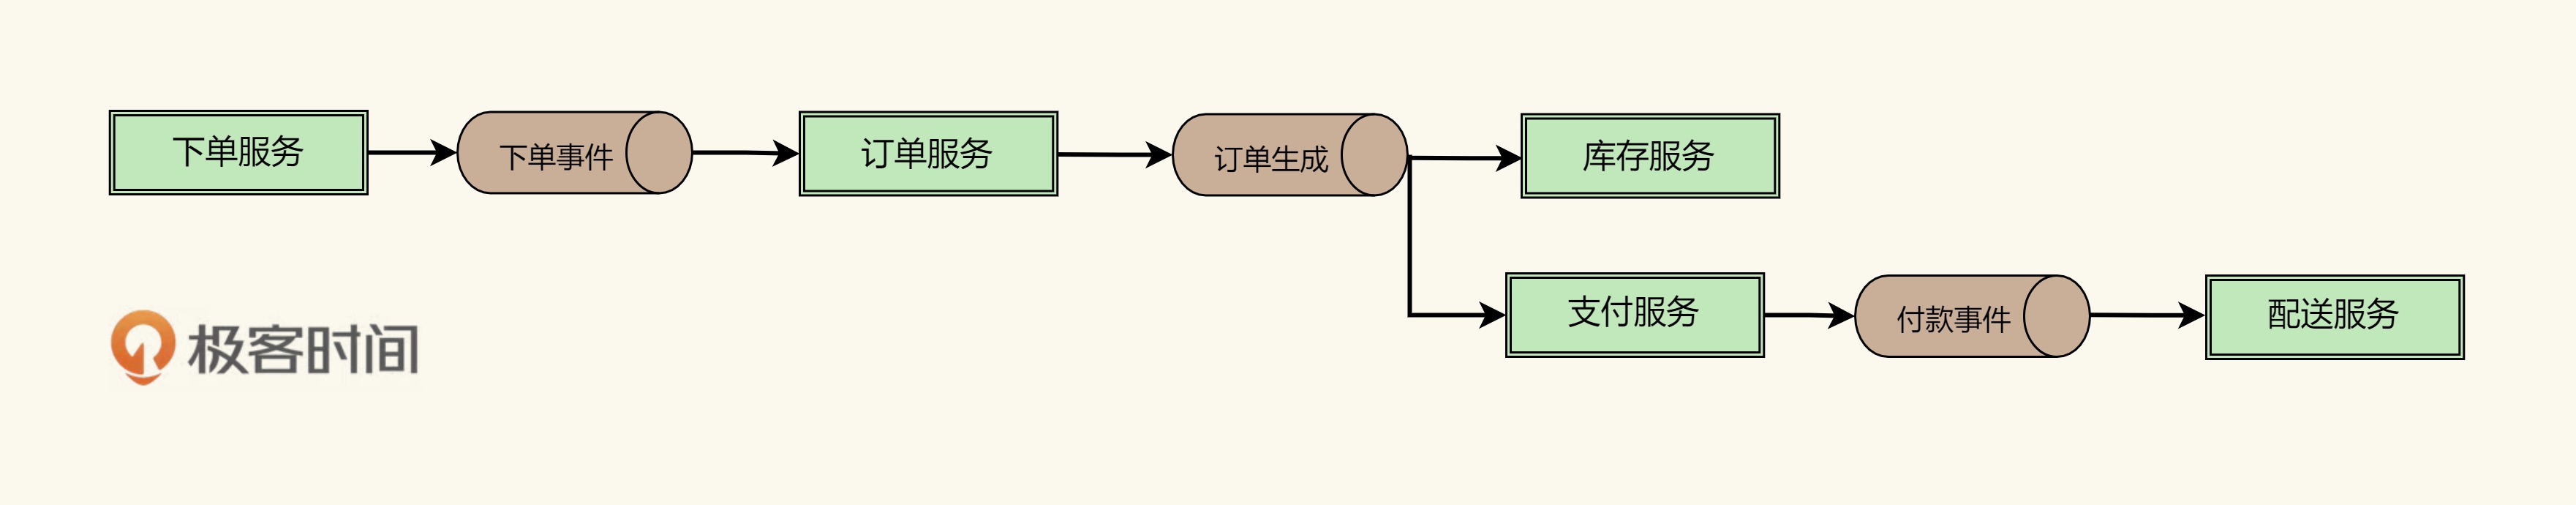 下单服务
下单事件
订单服务
订单生成
库存服务
支付服务
付款事件
配送服务
极客时间